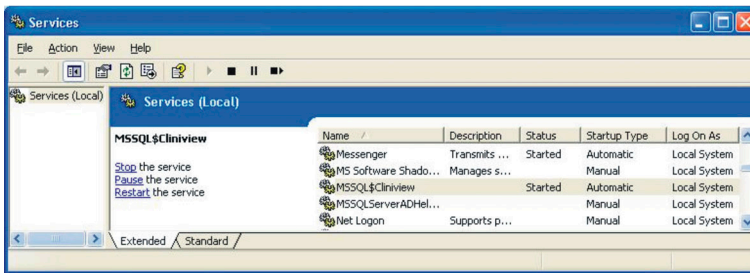 Services
File Action View Help
Services (Local)
Services (Local)
MSSQL$Cliniview
Stop the service
Pause the service
Restart the service
Name Description Status Startup Type Log On As
Messenger Transmits ... Started Automatic Local System
MS Software Shado... Manages s... Manual Local System
MSSQL$Cliniview Started Automatic Local System
MSSQLServerADHel... Manual Local System
Net Logon Supports p... Manual Local System
Extended Standard